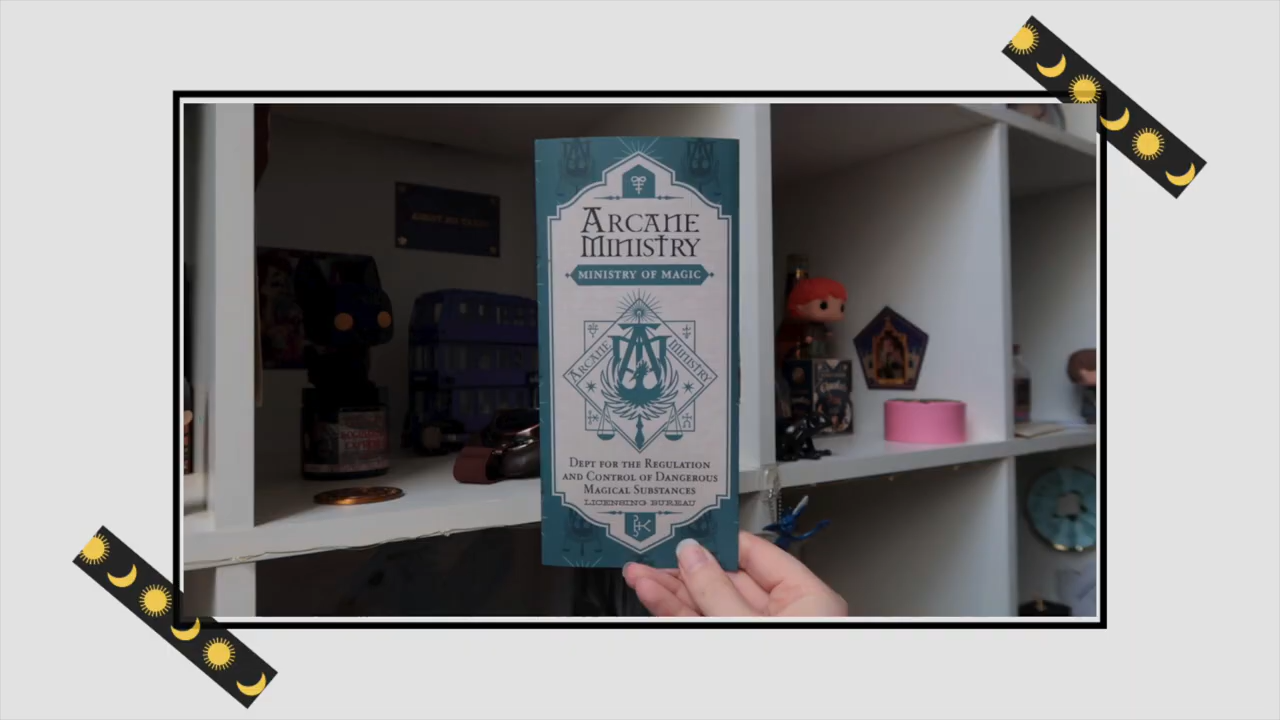 ARCANE
MINISTRY
MINISTRY OF MAGIC
ARCANE MINISTRY
DEPT FOR THE REGULATION
AND CONTROL OF DANGEROUS
MAGICAL SUBSTANCES
LICENSING BUREAU